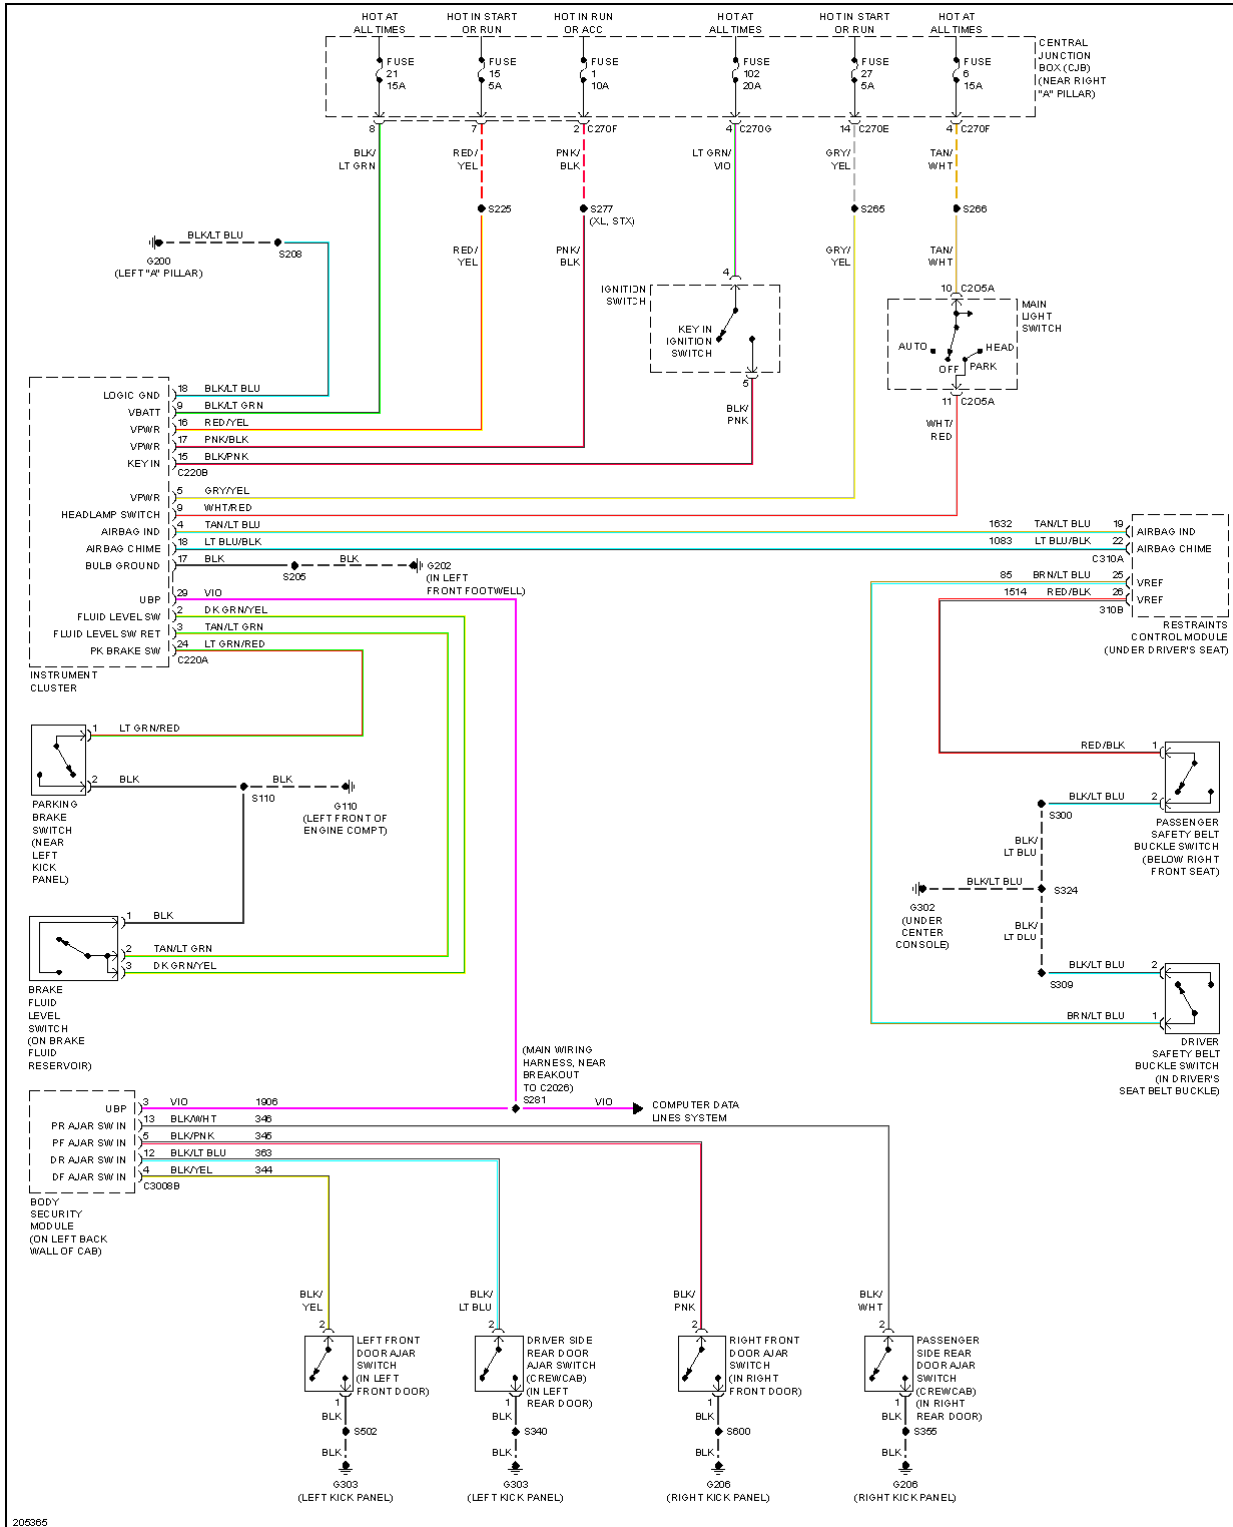 HOT AT
ALL TIMES
HOT IN START
OR RUN
HOT IN RUN
OR ACC
HOT AT
ALL TIMES
HOT IN START
OR RUN
HOT AT
ALL TIMES
FUSE
21
15A
FUSE
15
5A
FUSE
1
10A
FUSE
102
20A
FUSE
27
5A
FUSE
6
15A
CENTRAL
JUNCTION
BOX (CJB)
(NEAR RIGHT
"A" PILLAR)
8
7
2 C270F
4 C270G
14 C270E
4 C270F
BLK/
LT GRN
RED/
YEL
PNK/
BLK
LT GRN/
VIO
GRY/
YEL
TAN/
WHT
S225
S277
(XL, STX)
S265
S266
BLK/LT BLU
S208
G200
(LEFT "A" PILLAR)
RED/
YEL
PNK/
BLK
GRY/
YEL
TAN/
WHT
4
IGNITION
SWITCH
KEY IN
IGNITION
SWITCH
5
10 C205A
MAIN
LIGHT
SWITCH
AUTO
HEAD
OFF
PARK
11 C205A
BLK/
PNK
WHT/
RED
LOGIC GND 18 BLK/LT BLU
VBATT 9 BLK/LT GRN
VPWR 16 RED/YEL
VPWR 17 PNK/BLK
KEY IN 15 BLK/PNK
C220B
VPWR 5 GRY/YEL
HEADLAMP SWITCH 9 WHT/RED
AIRBAG IND 4 TAN/LT BLU
AIRBAG CHIME 18 LT BLU/BLK
BULB GROUND 17 BLK
S205
BLK
G202
(IN LEFT
FRONT FOOTWELL)
UBP 29 VIO
FLUID LEVEL SW 2 DK GRN/YEL
FLUID LEVEL SW RET 3 TAN/LT GRN
PK BRAKE SW 24 LT GRN/RED
C220A
INSTRUMENT
CLUSTER
1632 TAN/LT BLU 19 AIRBAG IND
1083 LT BLU/BLK 22 AIRBAG CHIME
C310A
85 BRN/LT BLU 25 VREF
1514 RED/BLK 26 VREF
310B
RESTRAINTS
CONTROL MODULE
(UNDER DRIVER'S SEAT)
1 LT GRN/RED
2 BLK
S110
BLK
G110
(LEFT FRONT OF
ENGINE COMPT)
PARKING
BRAKE
SWITCH
(NEAR
LEFT
KICK
PANEL)
RED/BLK 1
BLK/LT BLU 2
S300
PASSENGER
SAFETY BELT
BUCKLE SWITCH
(BELOW RIGHT
FRONT SEAT)
BLK/
LT BLU
BLK/LT BLU
S324
G302
(UNDER
CENTER
CONSOLE)
BLK/
LT DLU
BLK/LT BLU 2
S309
BRN/LT BLU 1
DRIVER
SAFETY BELT
BUCKLE SWITCH
(IN DRIVER'S
SEAT BELT BUCKLE)
1 BLK
2 TAN/LT GRN
3 DK GRN/YEL
BRAKE
FLUID
LEVEL
SWITCH
(ON BRAKE
FLUID
RESERVOIR)
(MAIN WIRING
HARNESS, NEAR
BREAKOUT
TO C2026)
S281
VIO
COMPUTER DATA
LINES SYSTEM
UBP 3 VIO 1906
PR AJAR SW IN 13 BLK/WHT 346
PF AJAR SW IN 5 BLK/PNK 345
DR AJAR SW IN 12 BLK/LT BLU 363
DF AJAR SW IN 4 BLK/YEL 344
C3008B
BODY
SECURITY
MODULE
(ON LEFT BACK
WALL OF CAB)
BLK/
YEL
BLK/
LT BLU
BLK/
PNK
BLK/
WHT
2
2
2
2
LEFT FRONT
DOOR AJAR
SWITCH
(IN LEFT
FRONT DOOR)
DRIVER SIDE
REAR DOOR
AJAR SWITCH
(CREWCAB)
(IN LEFT
REAR DOOR)
RIGHT FRONT
DOOR AJAR
SWITCH
(IN RIGHT
FRONT DOOR)
PASSENGER
SIDE REAR
DOOR AJAR
SWITCH
(CREWCAB)
(IN RIGHT
REAR DOOR)
1
1
1
1
BLK
BLK
BLK
BLK
S502
S340
S600
S355
BLK
BLK
BLK
BLK
G303
(LEFT KICK PANEL)
G303
(LEFT KICK PANEL)
G206
(RIGHT KICK PANEL)
G206
(RIGHT KICK PANEL)
205365